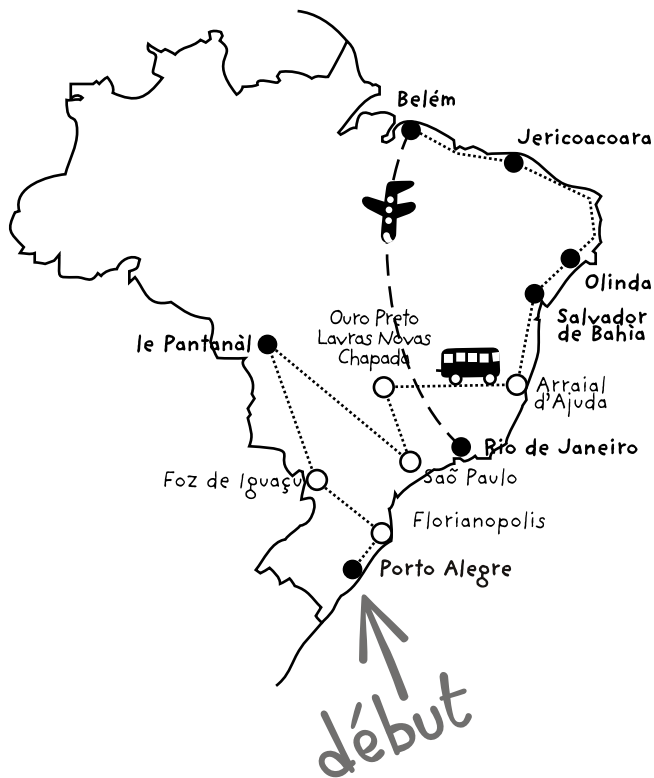 Belém
Jericoacoara
Olinda
Salvador
de Bahia
Ouro Preto
Lavras Novas
Chapada
le Pantanàl
Arraial
d'Ajuda
Rio de Janeiro
Foz de Iguaçu
Saõ Paulo
Florianopolis
Porto Alegre
début